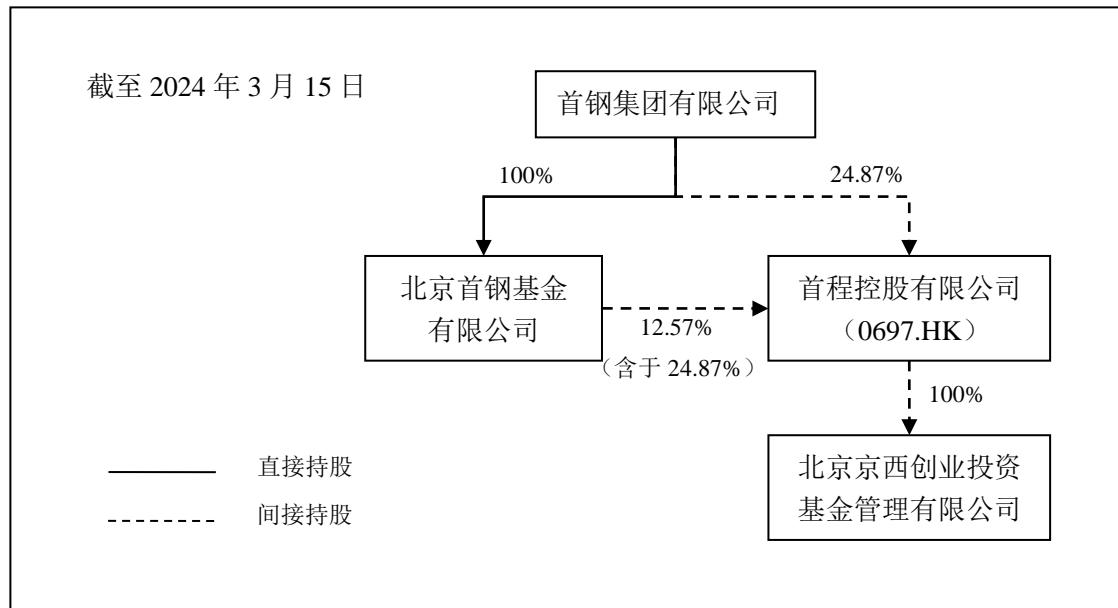 截至 2024 年 3 月 15 日
首钢集团有限公司
100%
24.87%
北京首钢基金
有限公司
12.57%
（含于 24.87%）
首程控股有限公司
（0697.HK）
100%
北京京西创业投资
基金管理有限公司
直接持股
间接持股